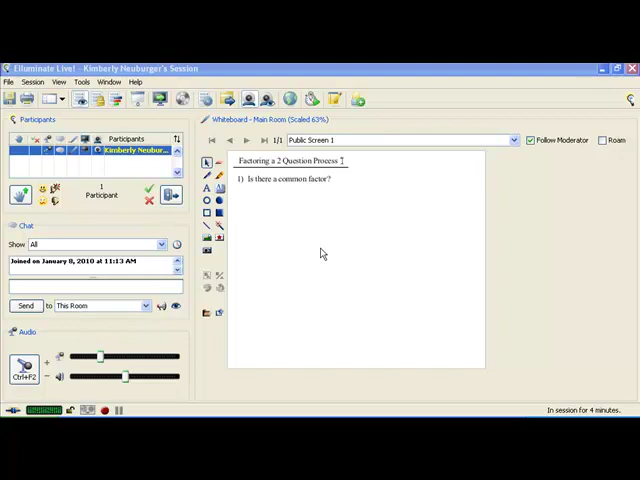 Elluminate Live! - Kimberly Neuburger's Session
File Session View Tools Window Help
Participants
Participants
Kimberly Neubur...
1
Participant
Chat
Show All
Joined on January 8, 2010 at 11:13 AM
Send to This Room
Audio
Ctrl+F2
Whiteboard - Main Room (Scaled 63%)
1/1 Public Screen 1 Follow Moderator Roam
Factoring a 2 Question Process
1) Is there a common factor?
In session for 4 minutes.